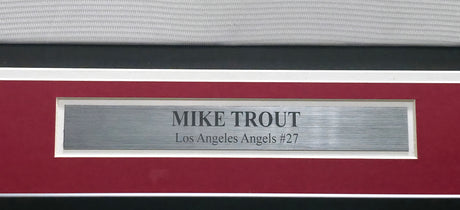 MIKE TROUT
Los Angeles Angels #27